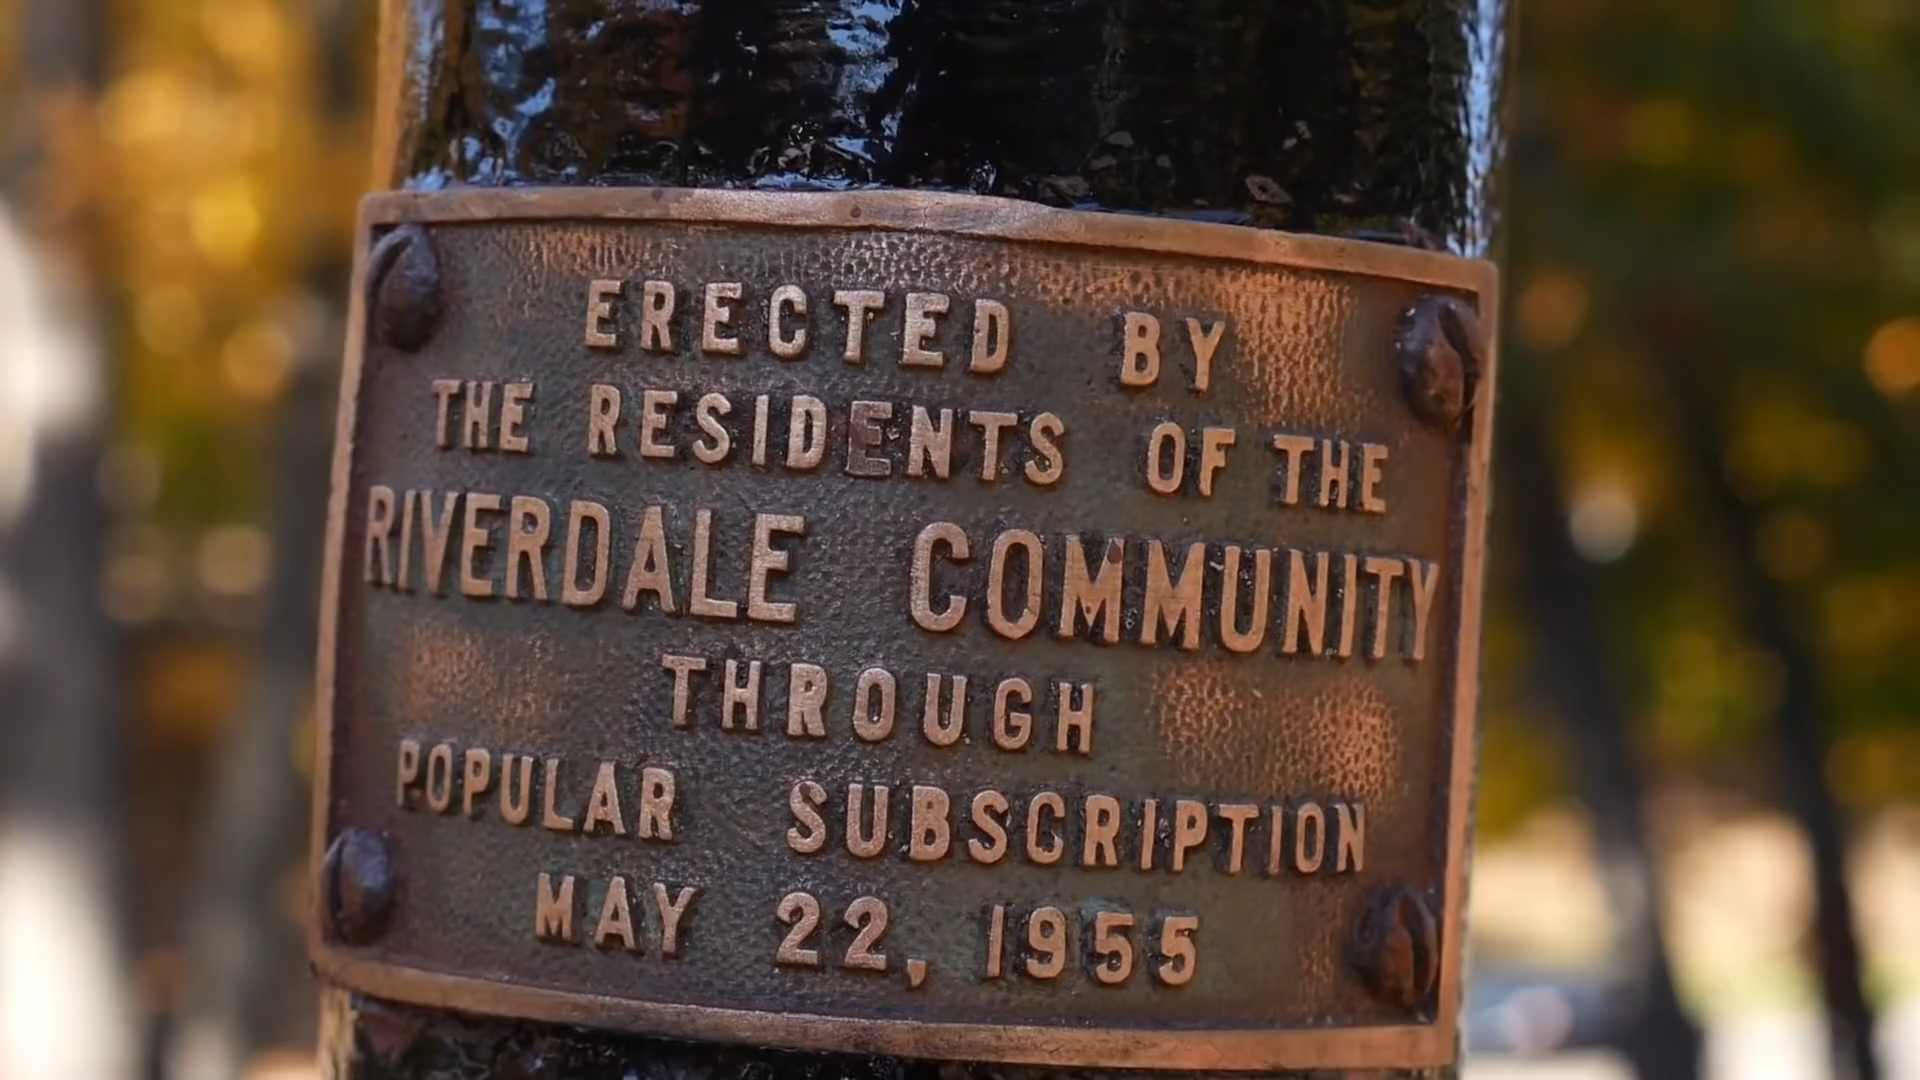 ERECTED BY
THE RESIDENTS OF THE
RIVERDALE COMMUNITY
THROUGH
POPULAR SUBSCRIPTION
MAY 22, 1955